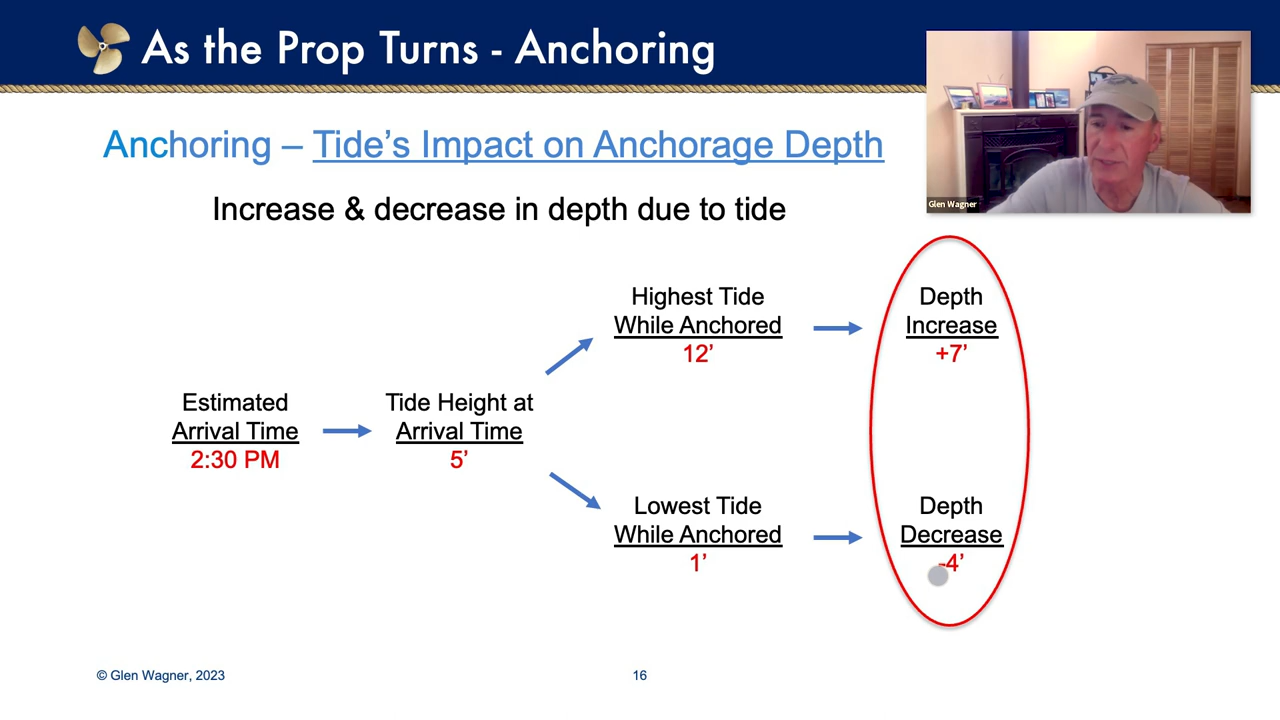 As the Prop Turns - Anchoring
Glen Wagner
Anchoring – Tide’s Impact on Anchorage Depth
Increase & decrease in depth due to tide
Highest Tide
While Anchored
12’
Depth
Increase
+7’
Estimated
Arrival Time
2:30 PM
Tide Height at
Arrival Time
5’
Lowest Tide
While Anchored
1’
Depth
Decrease
-4’
© Glen Wagner, 2023
16